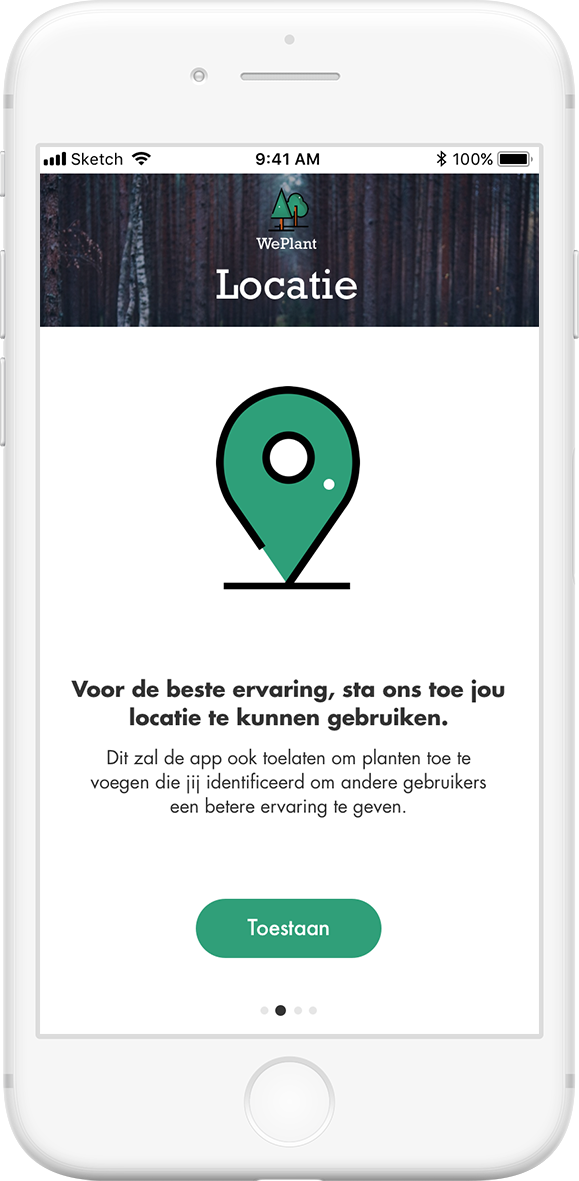 Sketch 9:41 AM 100%
WePlant
Locatie
Voor de beste ervaring, sta ons toe jou
locatie te kunnen gebruiken.
Dit zal de app ook toelaten om planten toe te
voegen die jij identificeerd om andere gebruikers
een betere ervaring te geven.
Toestaan